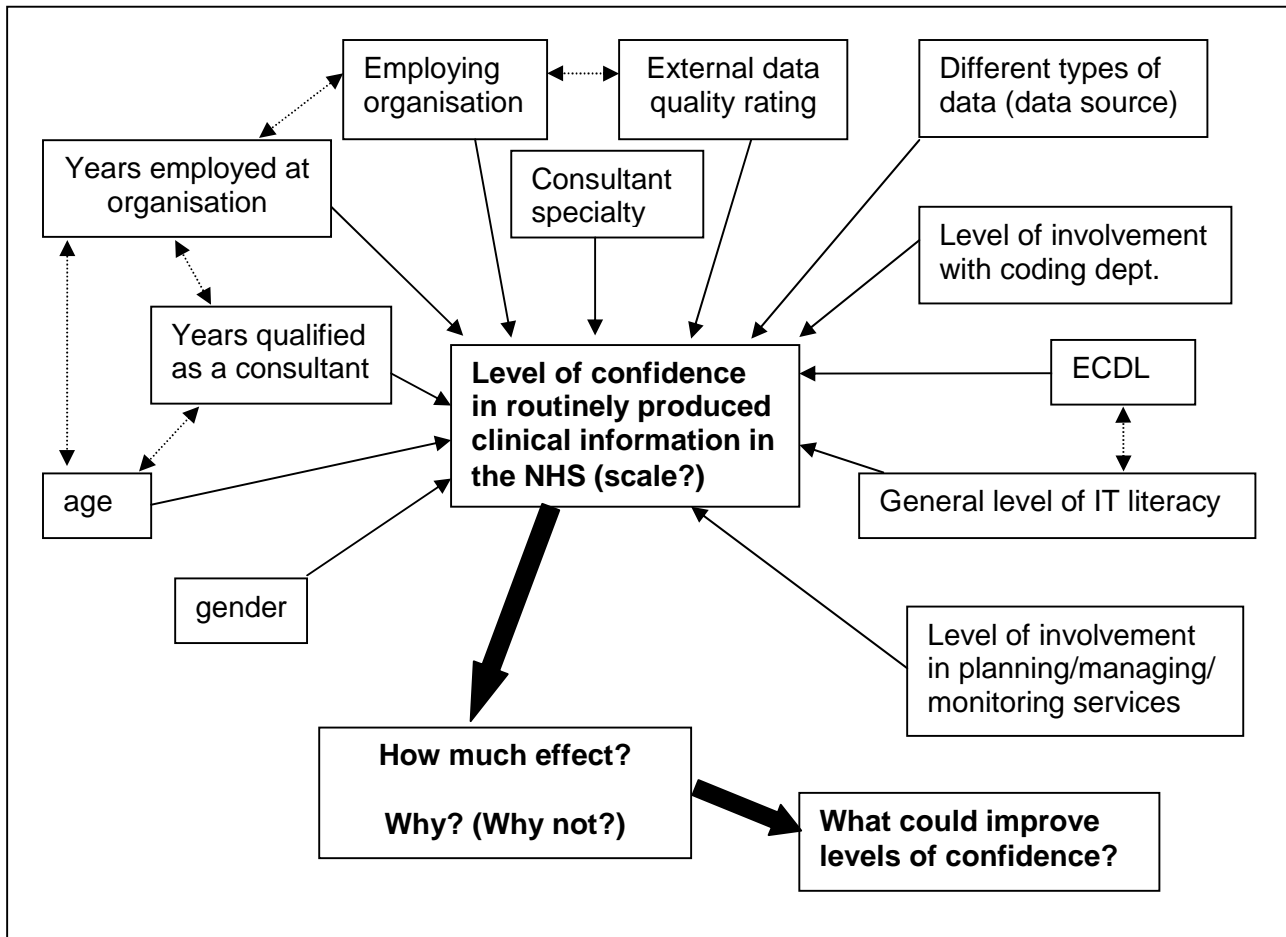 Employing
organisation
External data
quality rating
Different types of
data (data source)
Years employed at
organisation
Consultant
specialty
Level of involvement
with coding dept.
Years qualified
as a consultant
Level of confidence
in routinely produced
clinical information in
the NHS (scale?)
ECDL
age
General level of IT literacy
gender
Level of involvement
in planning/managing/
monitoring services
How much effect?
Why? (Why not?)
What could improve
levels of confidence?